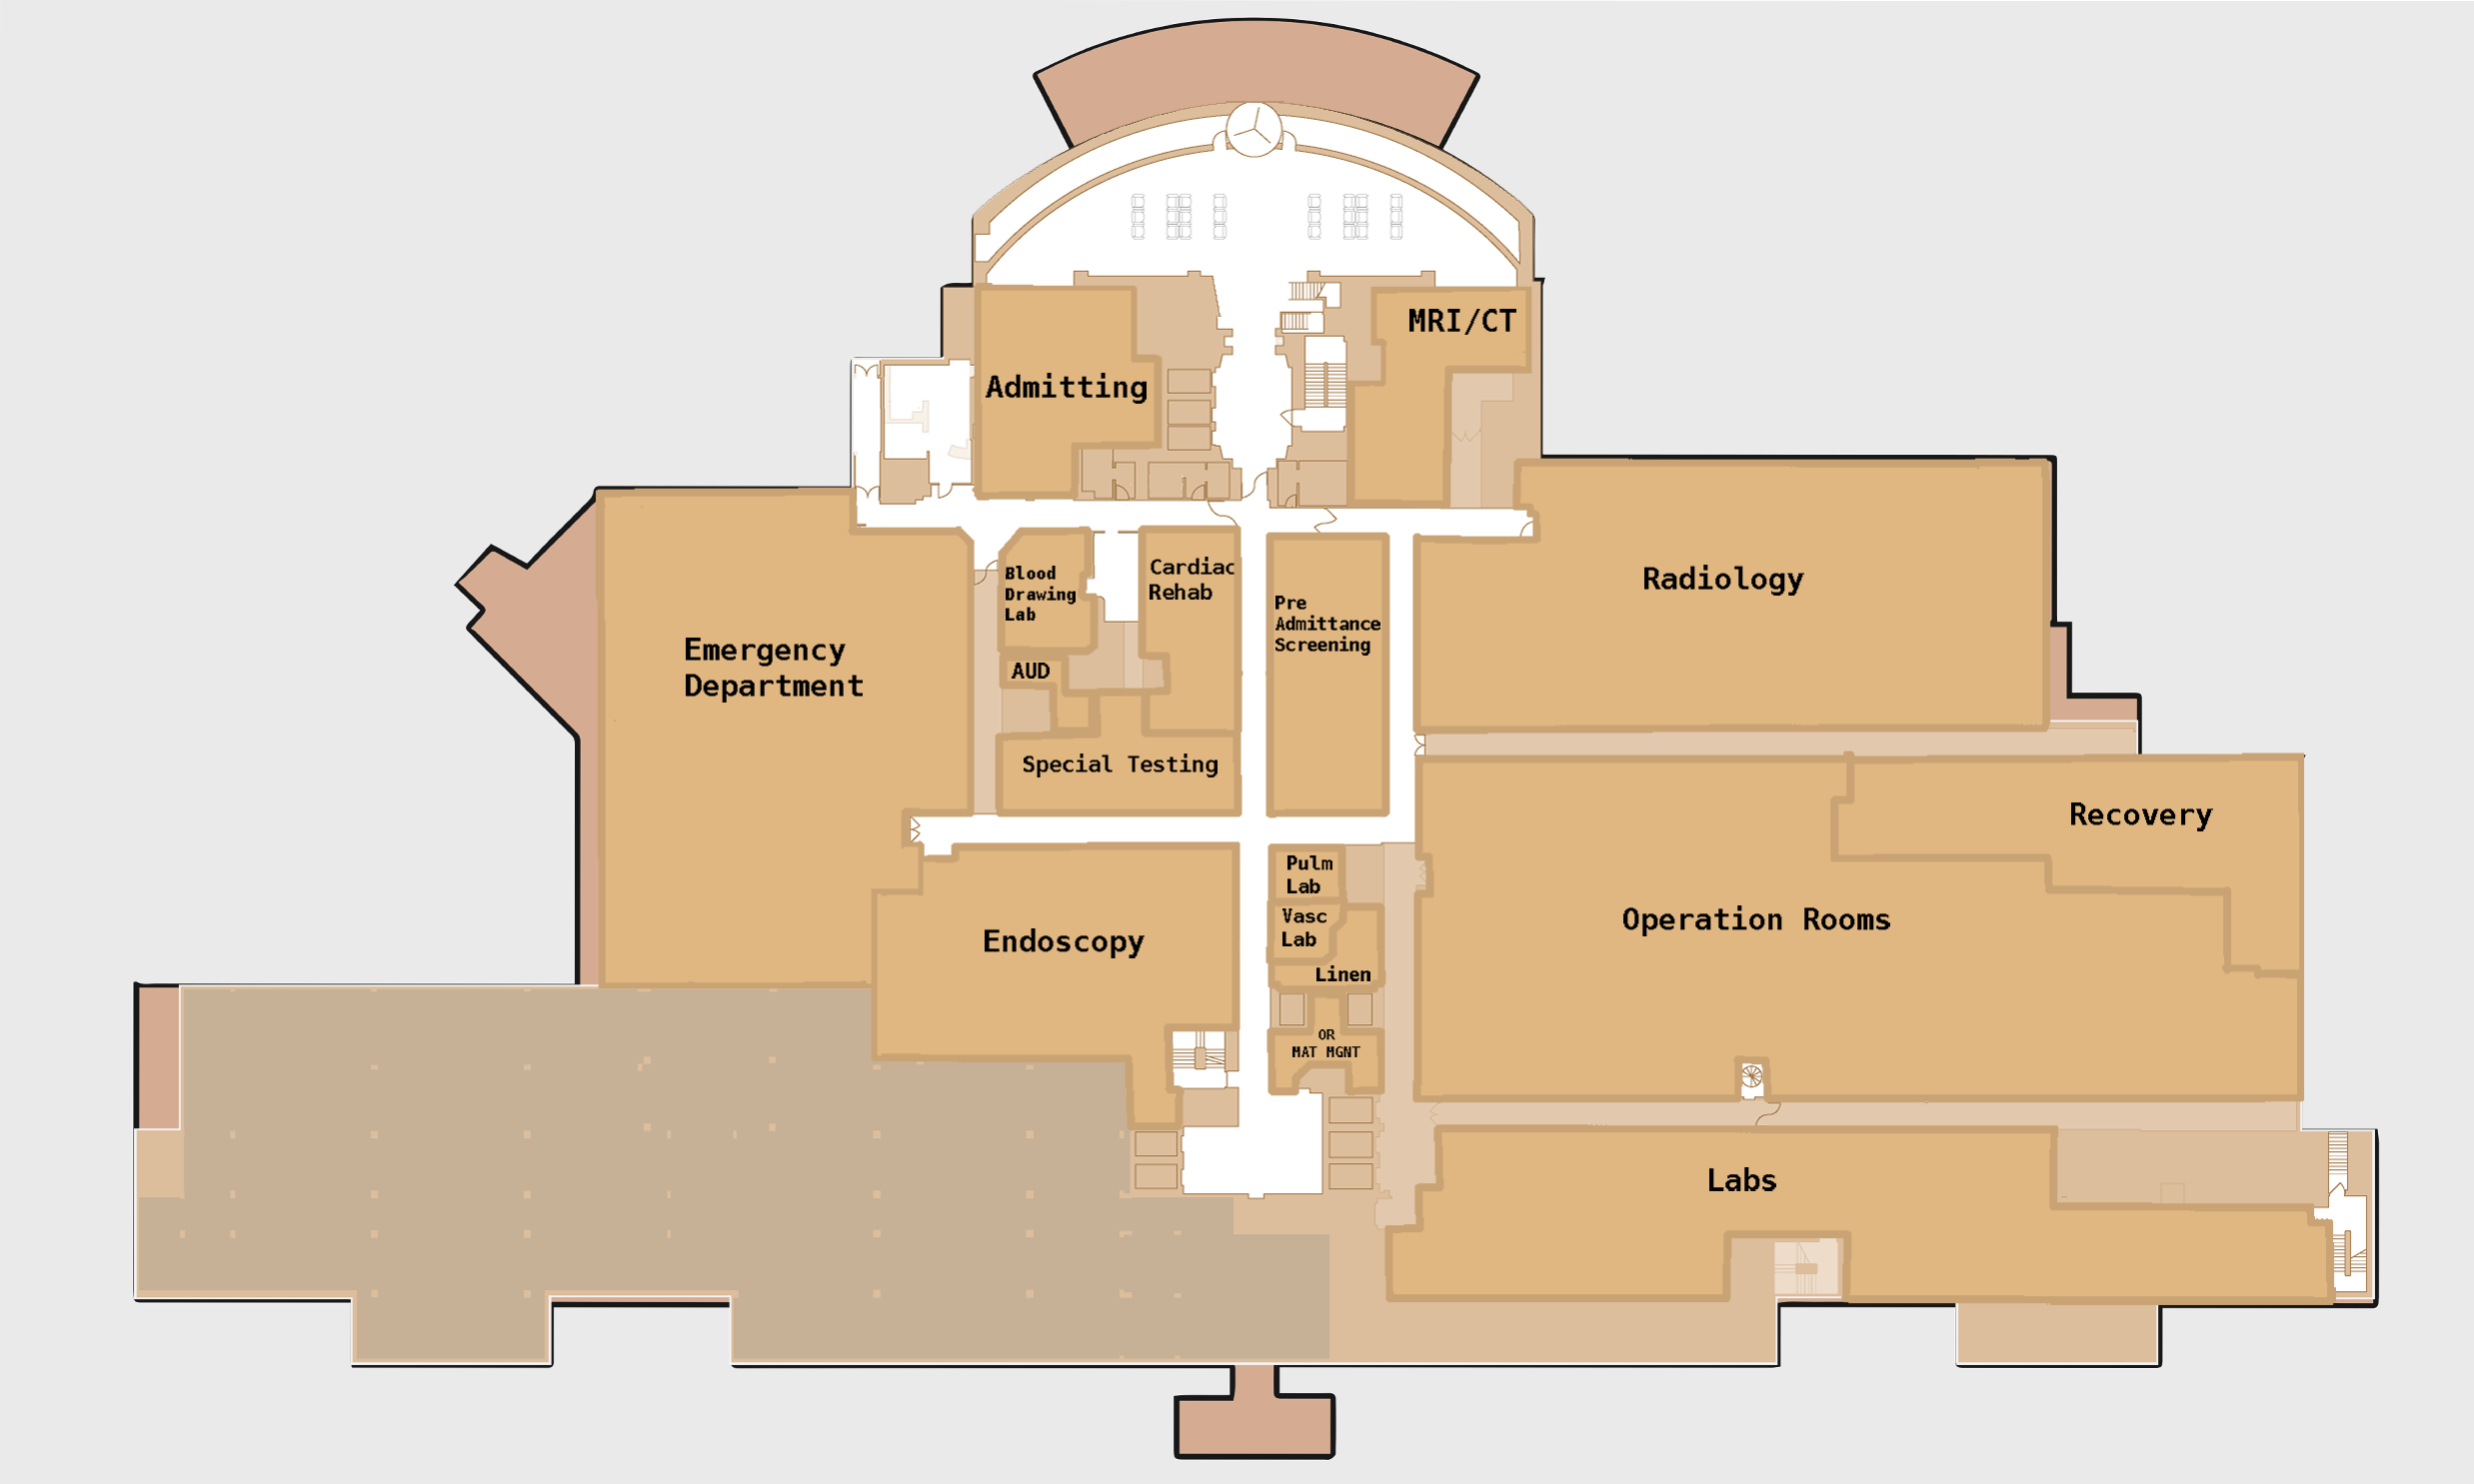 MRI/CT
Admitting
Blood
Drawing
Lab
Cardiac
Rehab
Pre
Admittance
Screening
Radiology
Emergency
Department
AUD
Special Testing
Recovery
Pulm
Lab
Vasc
Lab
Linen
Operation Rooms
Endoscopy
OR
MAT MGNT
Labs